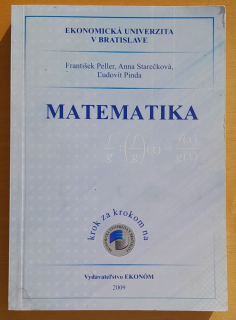 EKONOMICKÁ UNIVERZITA
V BRATISLAVE
František Peller, Anna Starečková,
Ľudovít Pinda
MATEMATIKA
krok za krokom na
Vydavateľstvo EKONÓM
2009